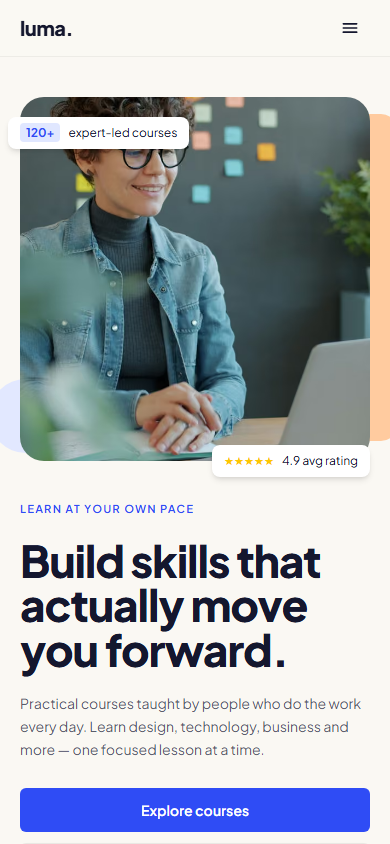 luma.
120+ expert-led courses
★★★★★ 4.9 avg rating
LEARN AT YOUR OWN PACE
Build skills that
actually move
you forward.
Practical courses taught by people who do the work
every day. Learn design, technology, business and
more — one focused lesson at a time.
Explore courses